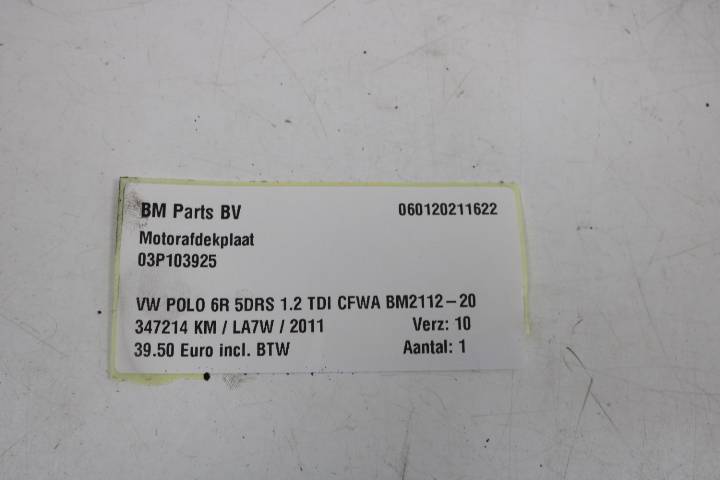 BM Parts BV 060120211622
Motorafdekplaat
03P103925
VW POLO 6R 5DRS 1.2 TDI CFWA BM2112-20
347214 KM / LA7W / 2011 Verz: 10
39.50 Euro incl. BTW Aantal: 1